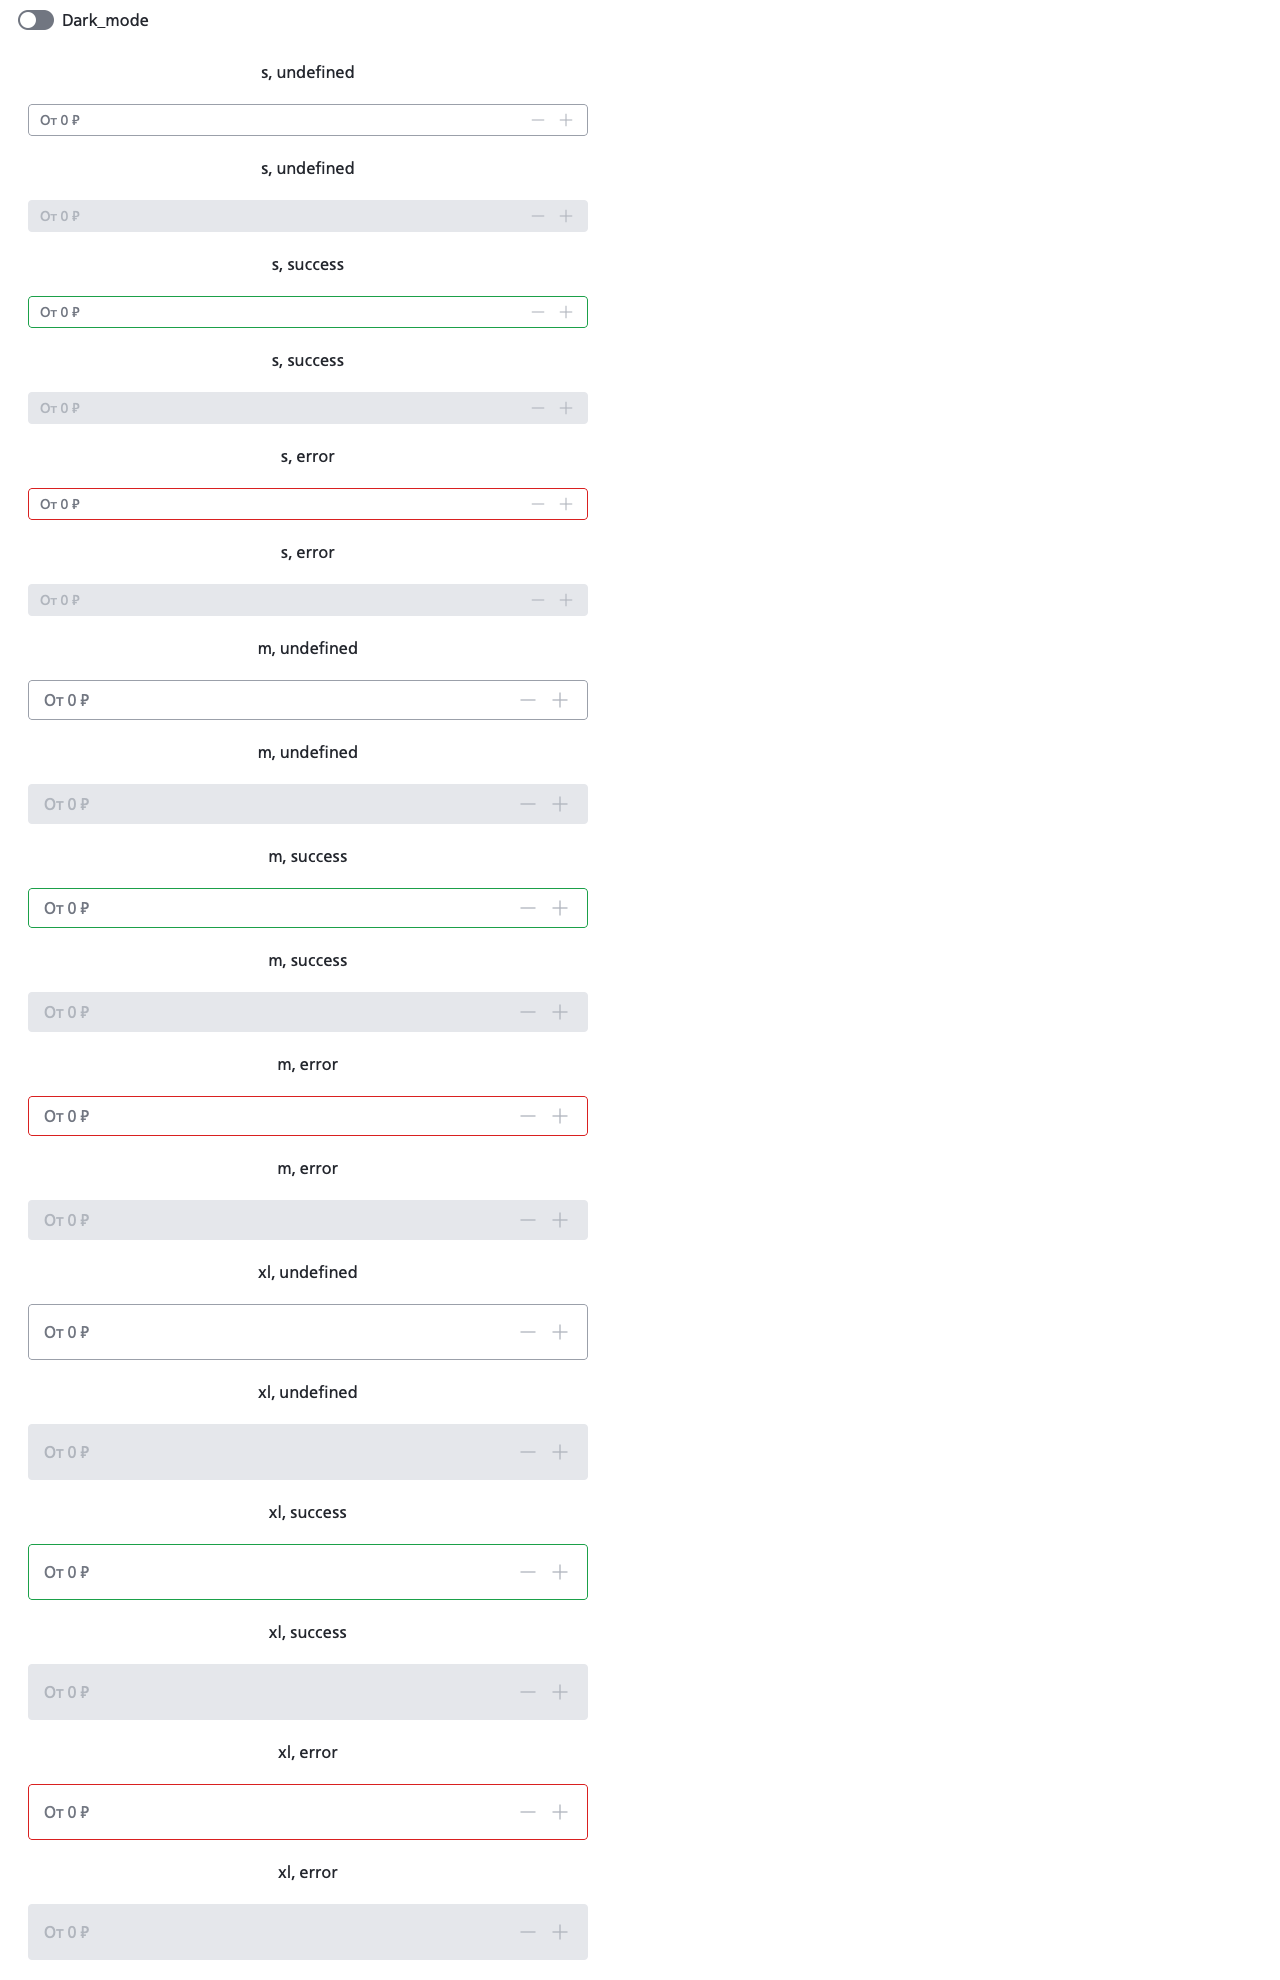 Dark_mode
s, undefined
От 0 ₽
s, undefined
От 0 ₽
s, success
От 0 ₽
s, success
От 0 ₽
s, error
От 0 ₽
s, error
От 0 ₽
m, undefined
От 0 ₽
m, undefined
От 0 ₽
m, success
От 0 ₽
m, success
От 0 ₽
m, error
От 0 ₽
m, error
От 0 ₽
xl, undefined
От 0 ₽
xl, undefined
От 0 ₽
xl, success
От 0 ₽
xl, success
От 0 ₽
xl, error
От 0 ₽
xl, error
От 0 ₽